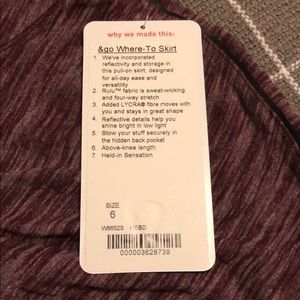 why we made this:
&go Where-To Skirt
1. We've incorporated
reflectivity and storage in
this pull-on skirt, designed
for all-day ease and
versatility
2. Rulu™ fabric is sweat-wicking
and four-way stretch
3. Added LYCRA® fibre moves with
you and stays in great shape
4. Reflective details help you
shine bright in low light
5. Stow your stuff securely in
the hidden back pocket
6. Above-knee length
7. Held-in Sensation
SIZE
6
W8652S
000003628739